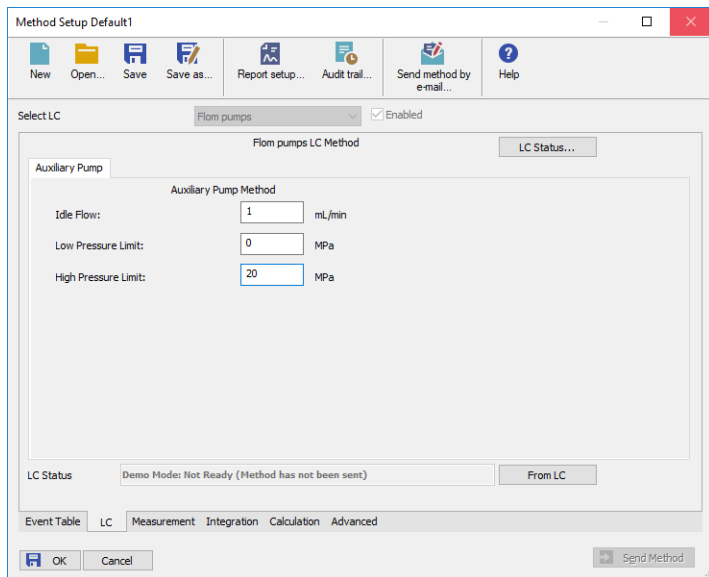 Method Setup Default1
New Open... Save Save as... Report setup... Audit trail... Send method by e-mail... Help
Select LC Flom pumps Enabled
Flom pumps LC Method LC Status...
Auxiliary Pump
Auxiliary Pump Method
Idle Flow: 1 mL/min
Low Pressure Limit: 0 MPa
High Pressure Limit: 20 MPa
LC Status Demo Mode: Not Ready (Method has not been sent) From LC
Event Table LC Measurement Integration Calculation Advanced
OK Cancel Send Method